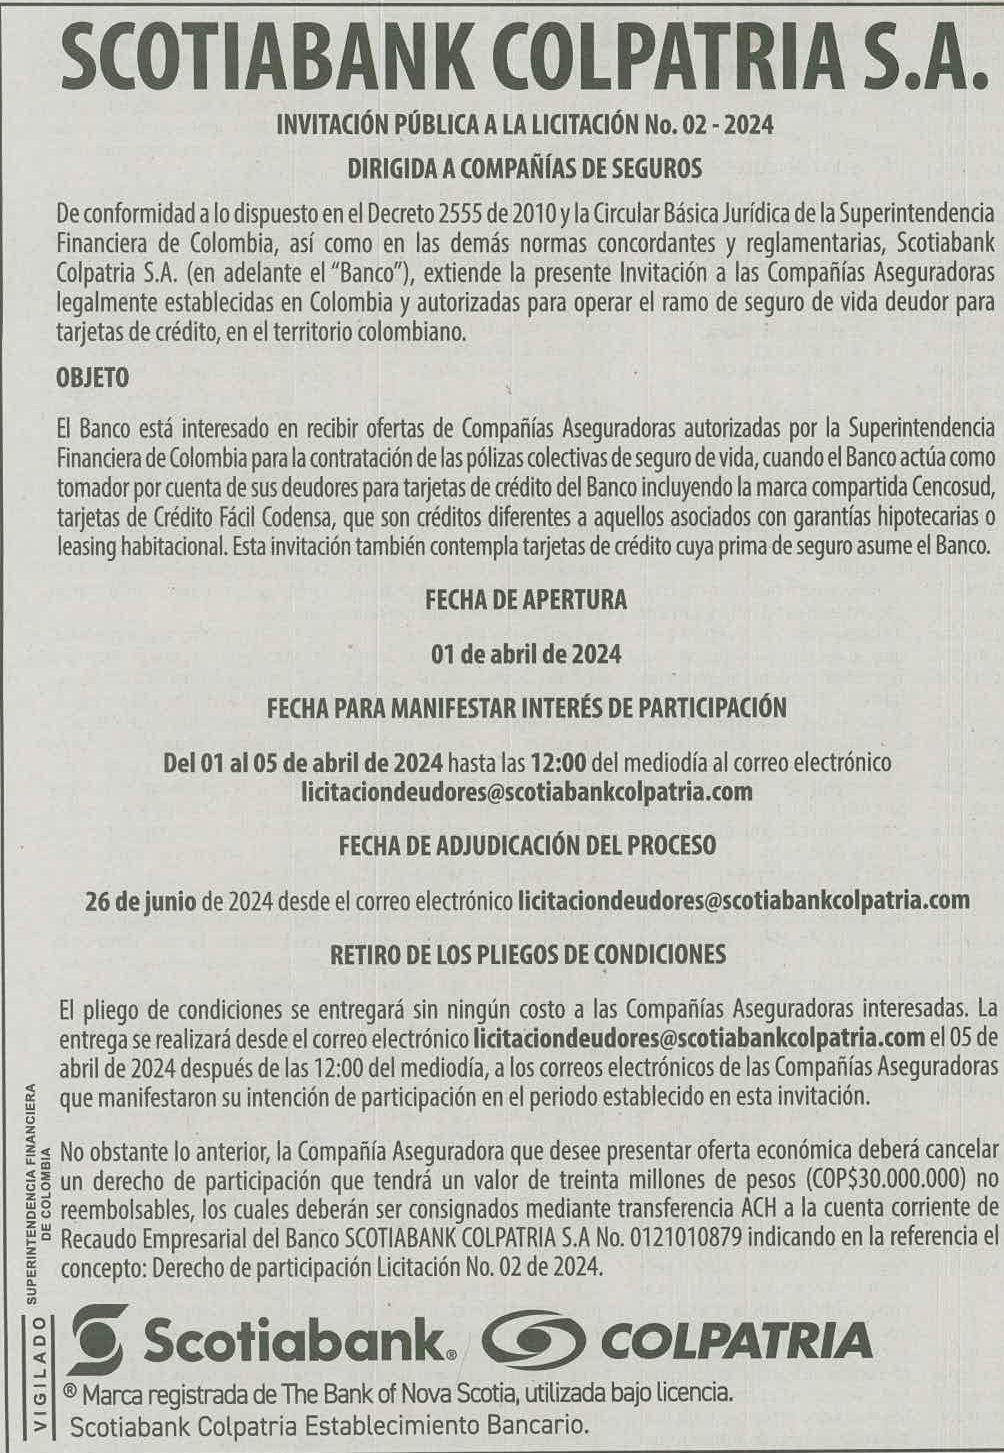 SCOTIABANK COLPATRIA S.A.
INVITACIÓN PÚBLICA A LA LICITACIÓN No. 02 - 2024
DIRIGIDA A COMPAÑÍAS DE SEGUROS
De conformidad a lo dispuesto en el Decreto 2555 de 2010 y la Circular Básica Jurídica de la Superintendencia
Financiera de Colombia, así como en las demás normas concordantes y reglamentarias, Scotiabank
Colpatria S.A. (en adelante el “Banco”), extiende la presente Invitación a las Compañías Aseguradoras
legalmente establecidas en Colombia y autorizadas para operar el ramo de seguro de vida deudor para
tarjetas de crédito, en el territorio colombiano.
OBJETO
El Banco está interesado en recibir ofertas de Compañías Aseguradoras autorizadas por la Superintendencia
Financiera de Colombia para la contratación de las pólizas colectivas de seguro de vida, cuando el Banco actúa como
tomador por cuenta de sus deudores para tarjetas de crédito del Banco incluyendo la marca compartida Cencosud,
tarjetas de Crédito Fácil Codensa, que son créditos diferentes a aquellos asociados con garantías hipotecarias o
leasing habitacional. Esta invitación también contempla tarjetas de crédito cuya prima de seguro asume el Banco.
FECHA DE APERTURA
01 de abril de 2024
FECHA PARA MANIFESTAR INTERÉS DE PARTICIPACIÓN
Del 01 al 05 de abril de 2024 hasta las 12:00 del mediodía al correo electrónico
licitaciondeudores@scotiabankcolpatria.com
FECHA DE ADJUDICACIÓN DEL PROCESO
26 de junio de 2024 desde el correo electrónico licitaciondeudores@scotiabankcolpatria.com
RETIRO DE LOS PLIEGOS DE CONDICIONES
El pliego de condiciones se entregará sin ningún costo a las Compañías Aseguradoras interesadas. La
entrega se realizará desde el correo electrónico licitaciondeudores@scotiabankcolpatria.com el 05 de
abril de 2024 después de las 12:00 del mediodía, a los correos electrónicos de las Compañías Aseguradoras
que manifestaron su intención de participación en el periodo establecido en esta invitación.
No obstante lo anterior, la Compañía Aseguradora que desee presentar oferta económica deberá cancelar
un derecho de participación que tendrá un valor de treinta millones de pesos (COP$30.000.000) no
reembolsables, los cuales deberán ser consignados mediante transferencia ACH a la cuenta corriente de
Recaudo Empresarial del Banco SCOTIABANK COLPATRIA S.A No. 0121010879 indicando en la referencia el
concepto: Derecho de participación Licitación No. 02 de 2024.
VIGILADO SUPERINTENDENCIA FINANCIERA
DE COLOMBIA
Scotiabank® COLPATRIA
® Marca registrada de The Bank of Nova Scotia, utilizada bajo licencia.
Scotiabank Colpatria Establecimiento Bancario.